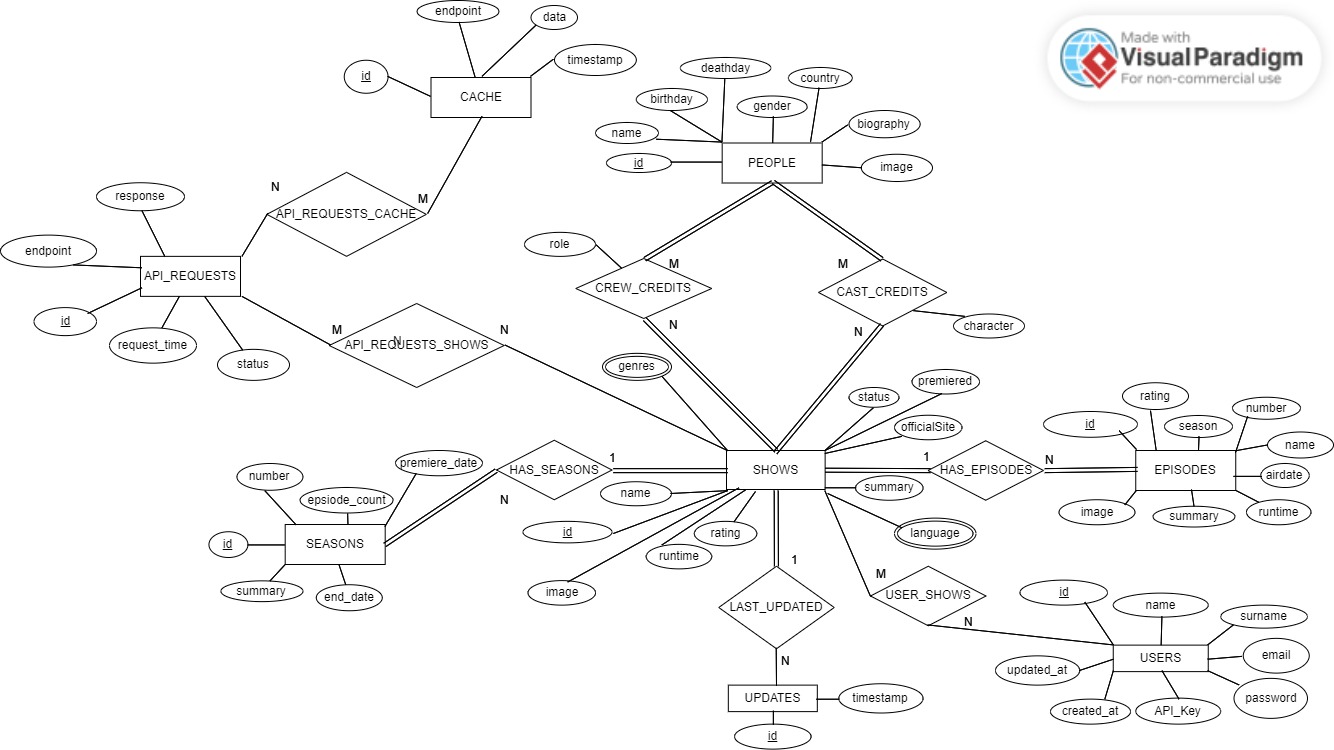 endpoint
data
timestamp
id
CACHE
Made with
VisualParadigm
For non-commercial use
deathday
country
birthday
gender
biography
name
id
PEOPLE
image
N
M
API_REQUESTS_CACHE
response
endpoint
API_REQUESTS
id
request_time
status
role
M
CREW_CREDITS
N
M
CAST_CREDITS
N
character
M
N
API_REQUESTS_SHOWS
N
genres
status
premiered
officialSite
SHOWS
name
id
image
runtime
rating
summary
language
1
HAS_SEASONS
N
premiere_date
number
epsiode_count
id
SEASONS
summary
end_date
1
HAS_EPISODES
N
id
rating
season
number
name
EPISODES
airdate
image
summary
runtime
1
LAST_UPDATED
N
UPDATES
timestamp
id
M
USER_SHOWS
N
id
name
surname
USERS
email
updated_at
password
created_at
API_Key